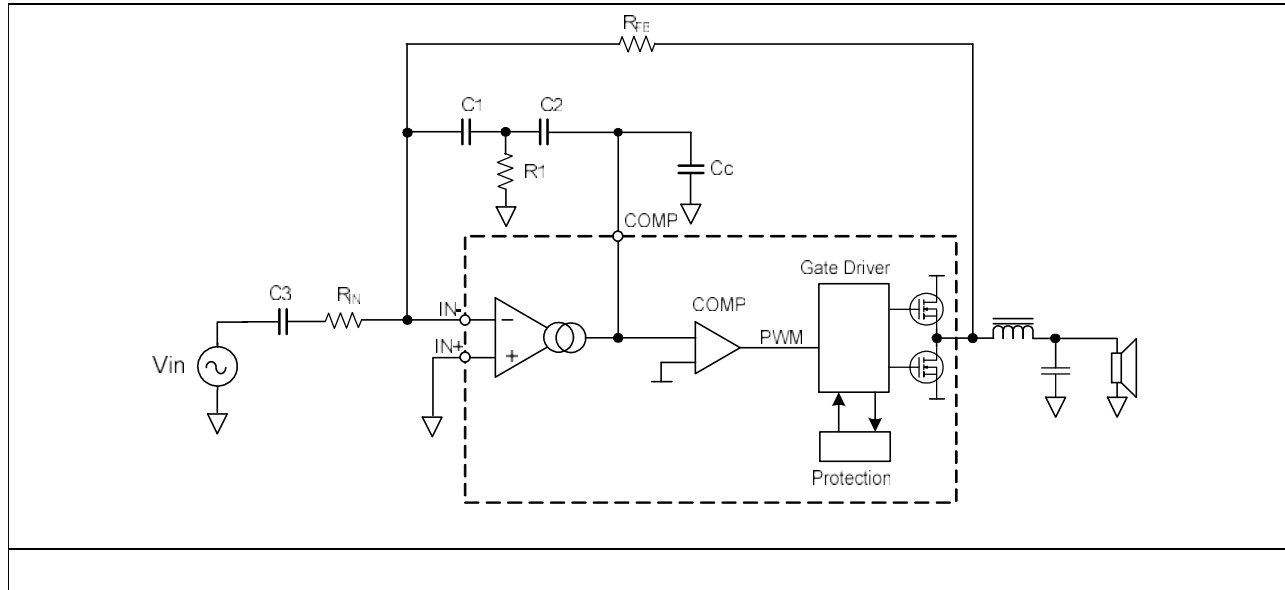 RFB
C1
C2
R1
Cc
COMP
Gate Driver
C3
RIN
IN-
COMP
IN+
PWM
Vin
Protection